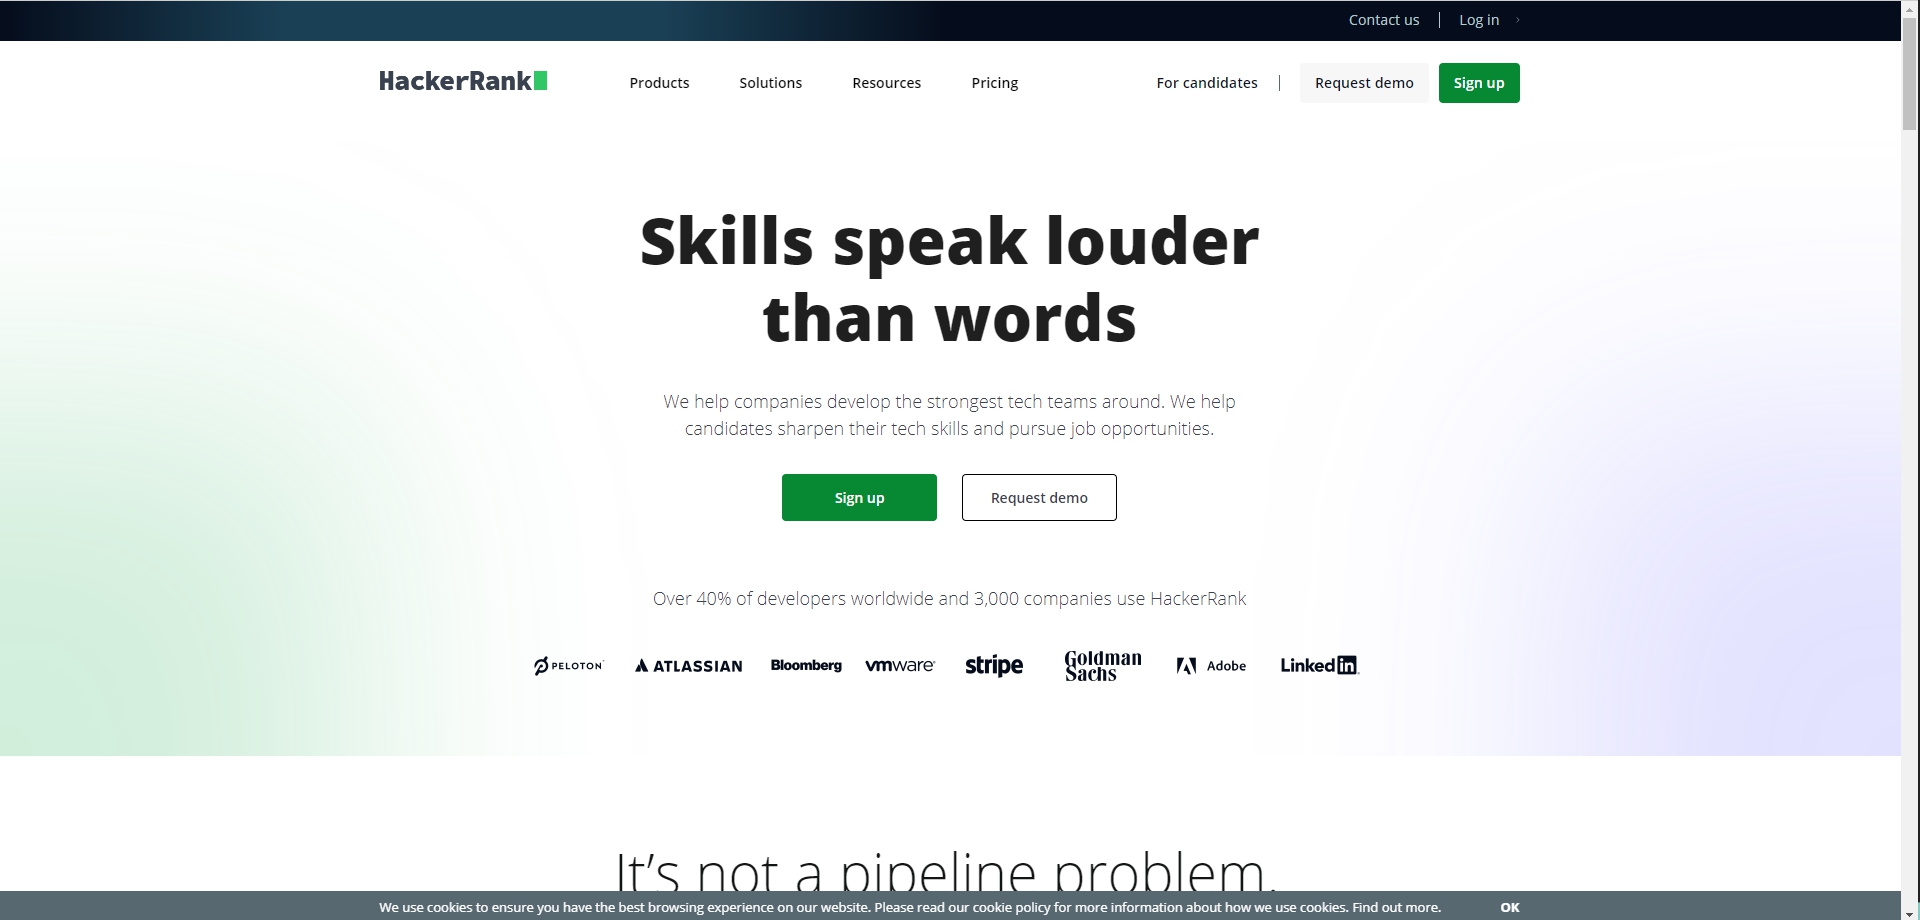 Contact us
Log in
HackerRank
Products
Solutions
Resources
Pricing
For candidates
Request demo
Sign up
Skills speak louder
than words
We help companies develop the strongest tech teams around. We help
candidates sharpen their tech skills and pursue job opportunities.
Sign up
Request demo
Over 40% of developers worldwide and 3,000 companies use HackerRank
PELOTON
ATLASSIAN
Bloomberg
vmware
stripe
Goldman
Sachs
Adobe
LinkedIn
It’s not a pipeline problem.
We use cookies to ensure you have the best browsing experience on our website. Please read our cookie policy for more information about how we use cookies. Find out more.
OK